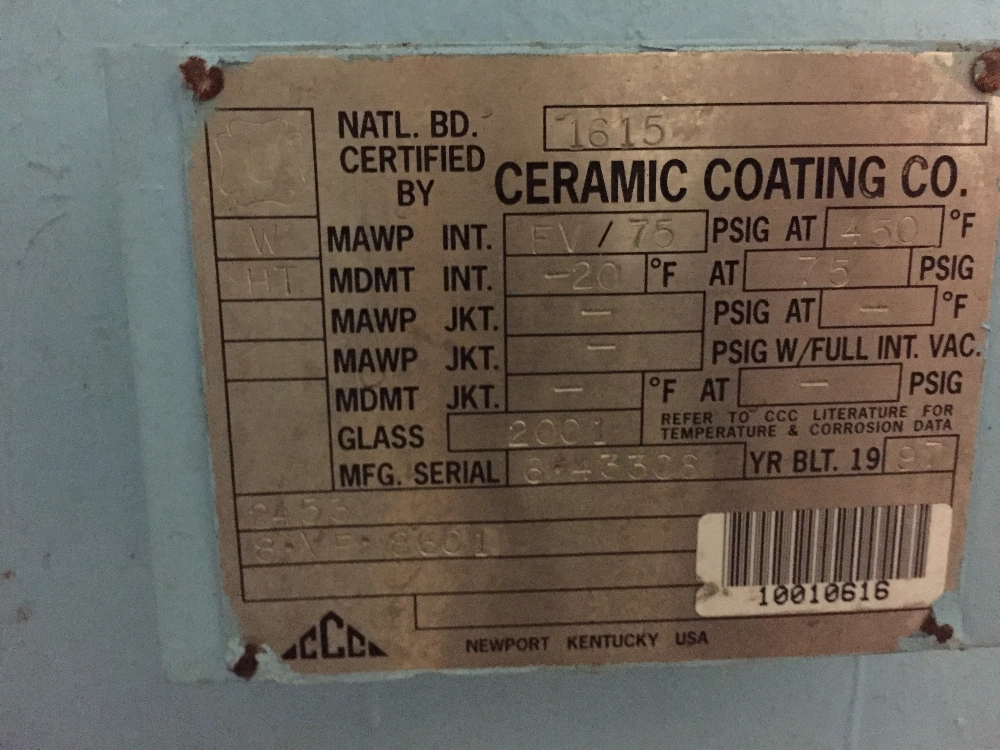 NATL. BD. 1615
CERTIFIED
BY CERAMIC COATING CO.
W MAWP INT. FV / 75 PSIG AT 450 °F
HT MDMT INT. -20 °F AT 75 PSIG
MAWP JKT. — PSIG AT — °F
MAWP JKT. — PSIG W/FULL INT. VAC.
MDMT JKT. — °F AT — PSIG
GLASS 2001 REFER TO CCC LITERATURE FOR
TEMPERATURE & CORROSION DATA
MFG. SERIAL YR BLT. 19 97
8·VF·8601
10010616
CCC NEWPORT KENTUCKY USA